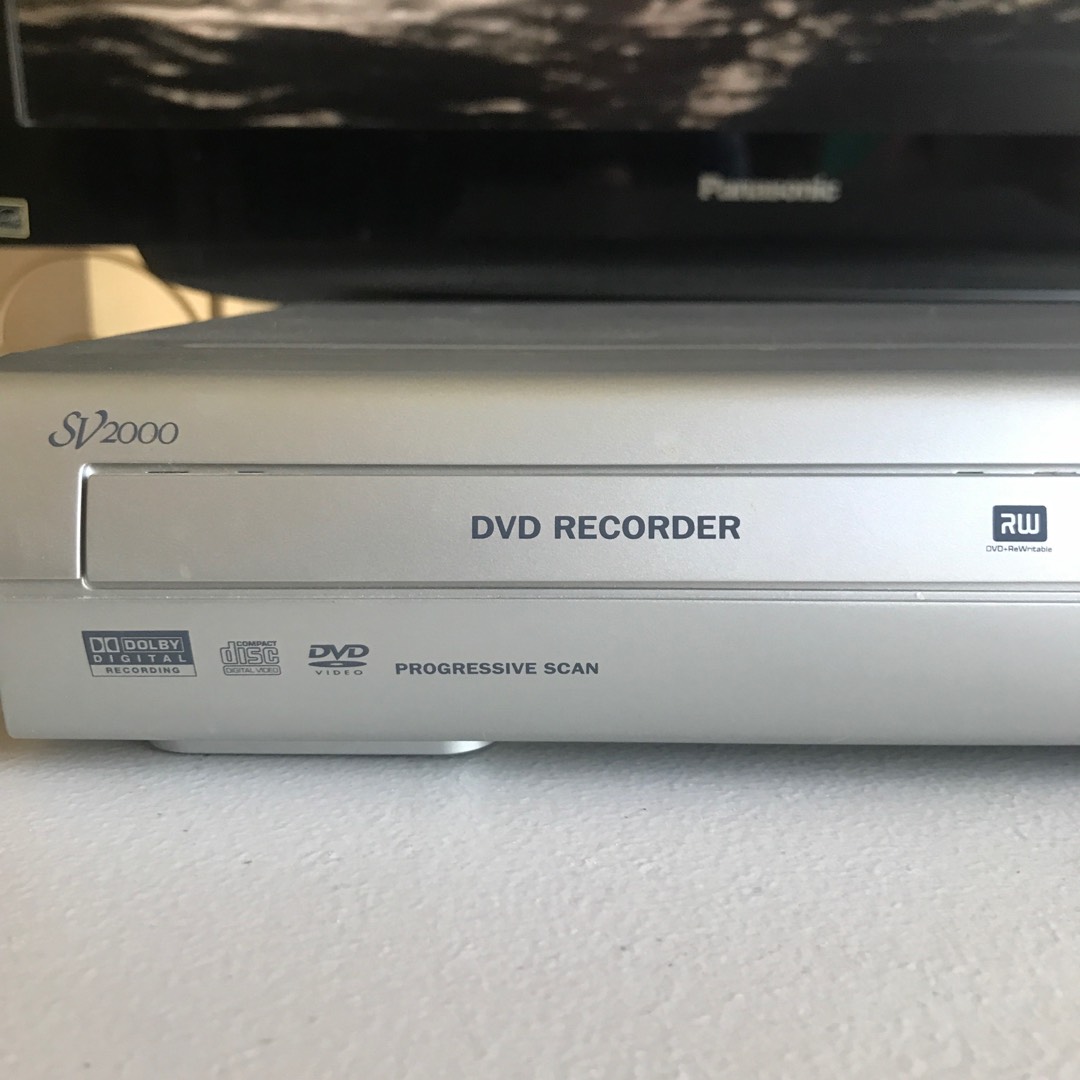 Panasonic
SV2000
DVD RECORDER
RW
DVD+ReWritable
DOLBY
DIGITAL
RECORDING
COMPACT
disc
DIGITAL VIDEO
DVD
VIDEO
PROGRESSIVE SCAN